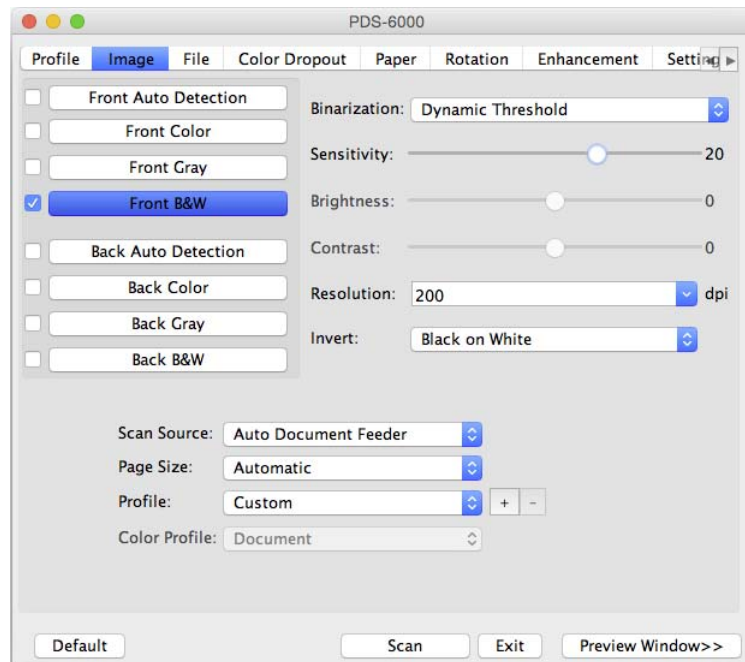 PDS-6000
Profile Image File Color Dropout Paper Rotation Enhancement Setting
Front Auto Detection
Front Color
Front Gray
Front B&W
Back Auto Detection
Back Color
Back Gray
Back B&W
Binarization: Dynamic Threshold
Sensitivity: 20
Brightness: 0
Contrast: 0
Resolution: 200 dpi
Invert: Black on White
Scan Source: Auto Document Feeder
Page Size: Automatic
Profile: Custom + -
Color Profile: Document
Default Scan Exit Preview Window>>